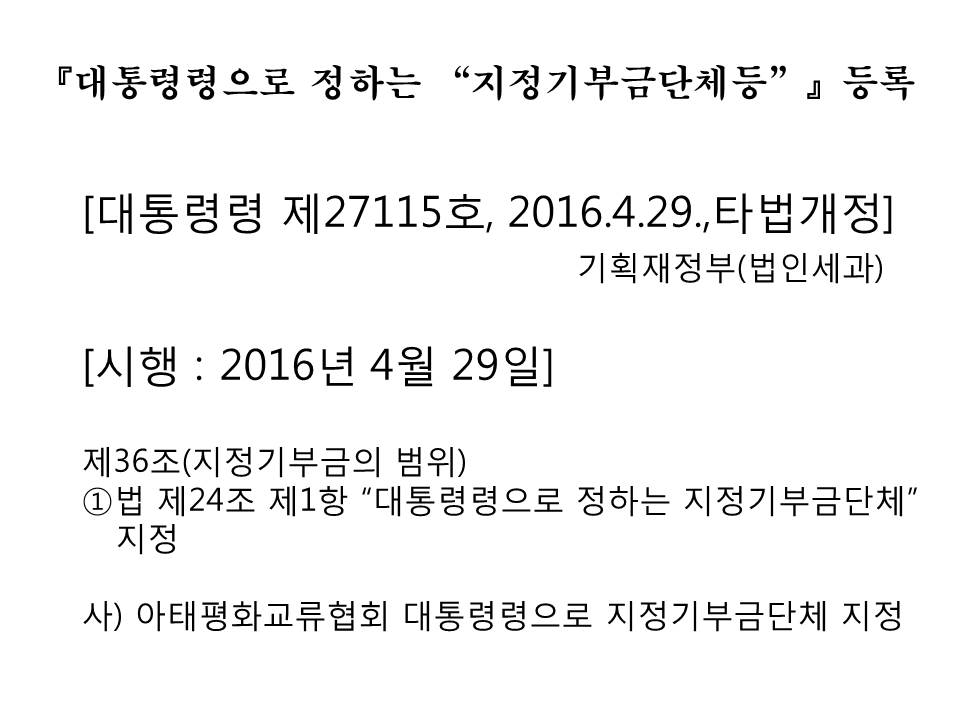 『대통령령으로 정하는 “지정기부금단체등”』 등록
[대통령령 제27115호, 2016.4.29.,타법개정]
기획재정부(법인세과)
[시행 : 2016년 4월 29일]
제36조(지정기부금의 범위)
①법 제24조 제1항 “대통령령으로 정하는 지정기부금단체”
지정
사) 아태평화교류협회 대통령령으로 지정기부금단체 지정